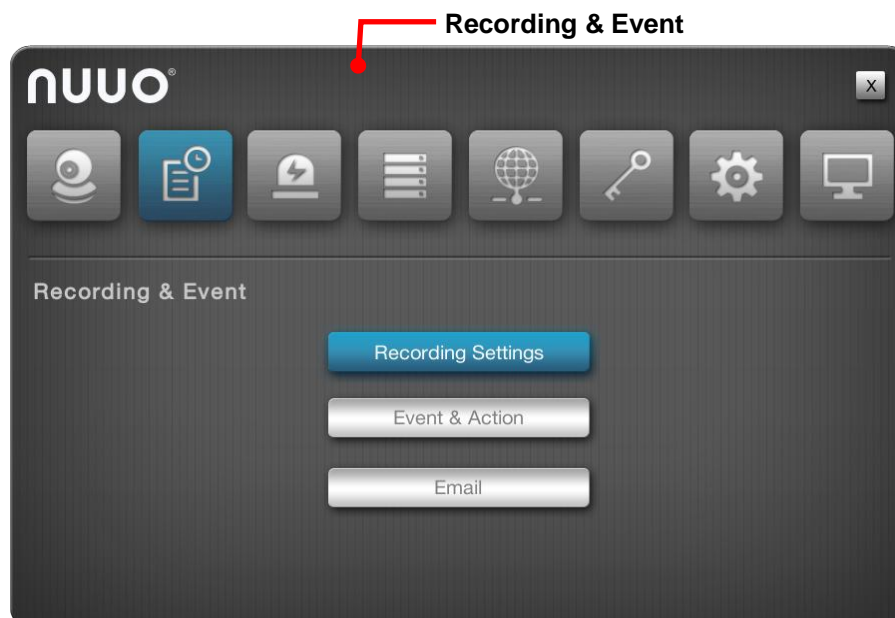 Recording & Event
nuuo®
X
Recording & Event
Recording Settings
Event & Action
Email